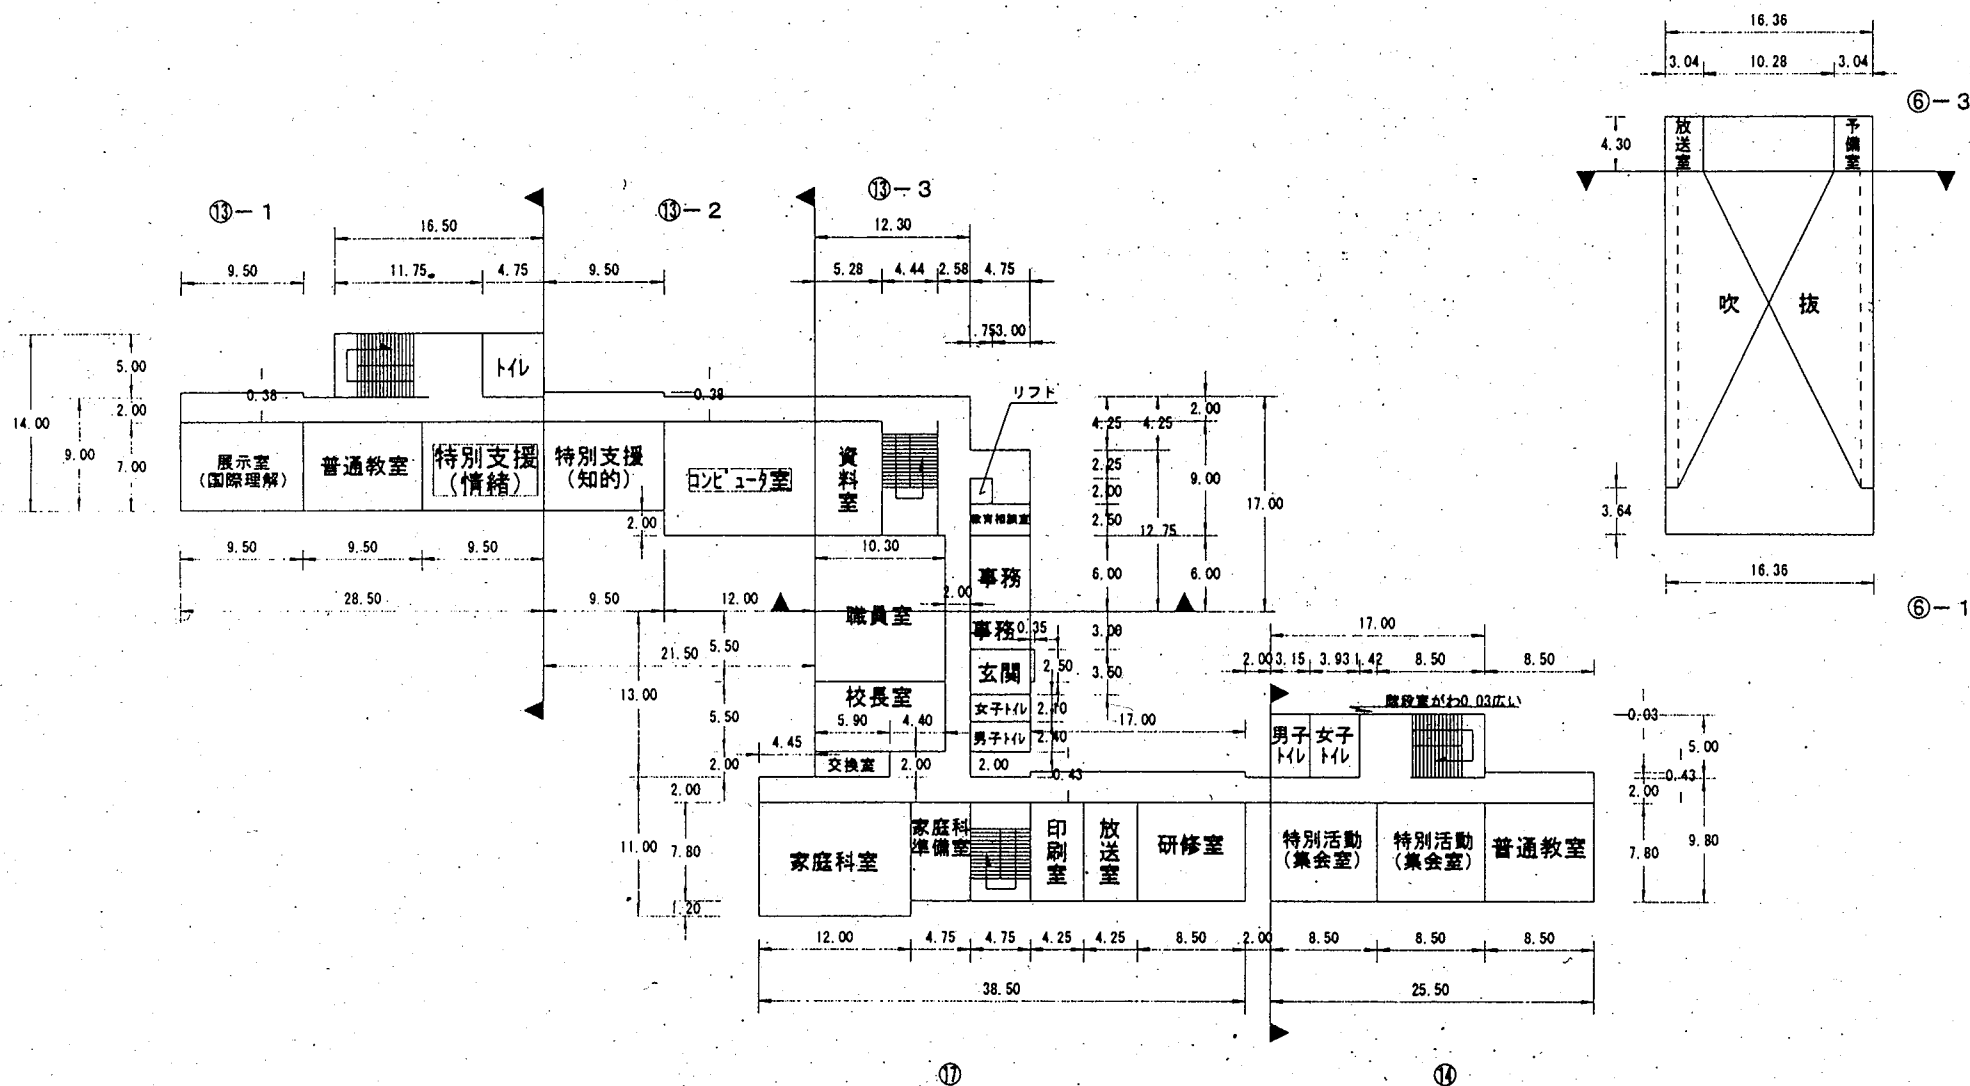 16.36
3.04 10.28 3.04
⑥-3
放送室
予備室
4.30
吹抜
3.64
16.36
⑥-1
⑬-1
⑬-2
⑬-3
16.50
12.30
9.50 11.75 4.75 9.50
5.28 4.44 2.58 4.75
1.75 3.00
トイレ
リフト
5.00
0.38
0.38
14.00
2.00
9.00
7.00
展示室
(国際理解)
普通教室
特別支援
(情緒)
特別支援
(知的)
コンピュータ室
資料室
2.00
4.25 4.25
2.00
2.25
2.00
9.00
2.50
12.75
17.00
教育相談室
9.50 9.50 9.50
10.30
事務
6.00 6.00
2.00
28.50 9.50 12.00
職員室
事務
0.35
3.00
17.00
21.50
5.50
玄関
2.50
3.50
2.00 3.15 3.93 1.42 8.50 8.50
13.00
校長室
女子トイレ
2.10
階段室がわ0.03広い
5.50
5.90 4.40
17.00
0.03
男子トイレ
2.40
男子
トイレ
女子
トイレ
5.00
4.45
2.00
交換室
2.00
2.00
0.43
0.43
2.00
2.00
11.00
7.80
1.20
家庭科室
家庭科
準備室
印刷室
放送室
研修室
特別活動
(集会室)
特別活動
(集会室)
普通教室
7.80
9.80
12.00 4.75 4.75 4.25 4.25 8.50 2.00 8.50 8.50 8.50
38.50
25.50
⑰
⑭